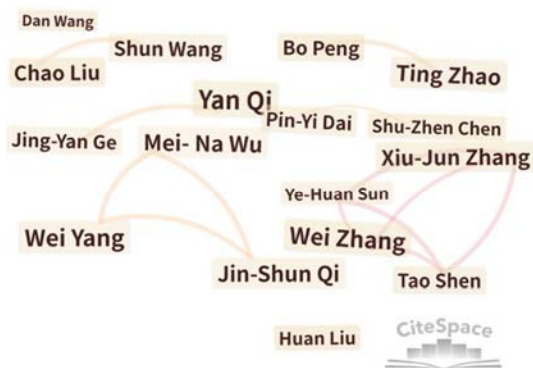 Dan Wang
Shun Wang
Bo Peng
Chao Liu
Ting Zhao
Yan Qi
Pin-Yi Dai
Shu-Zhen Chen
Jing-Yan Ge
Mei- Na Wu
Xiu-Jun Zhang
Ye-Huan Sun
Wei Yang
Wei Zhang
Jin-Shun Qi
Tao Shen
Huan Liu
CiteSpace